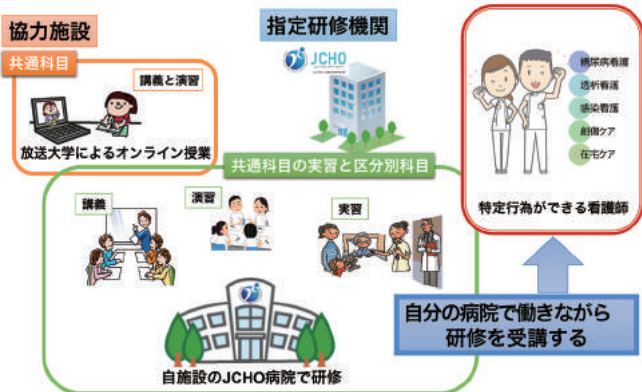 協力施設
共通科目
講義と演習
放送大学によるオンライン授業
指定研修機関
JCHO
共通科目の実習と区分別科目
講義
演習
実習
自施設のJCHO病院で研修
糖尿病看護
透析看護
感染看護
創傷ケア
在宅ケア
特定行為ができる看護師
自分の病院で働きながら
研修を受講する